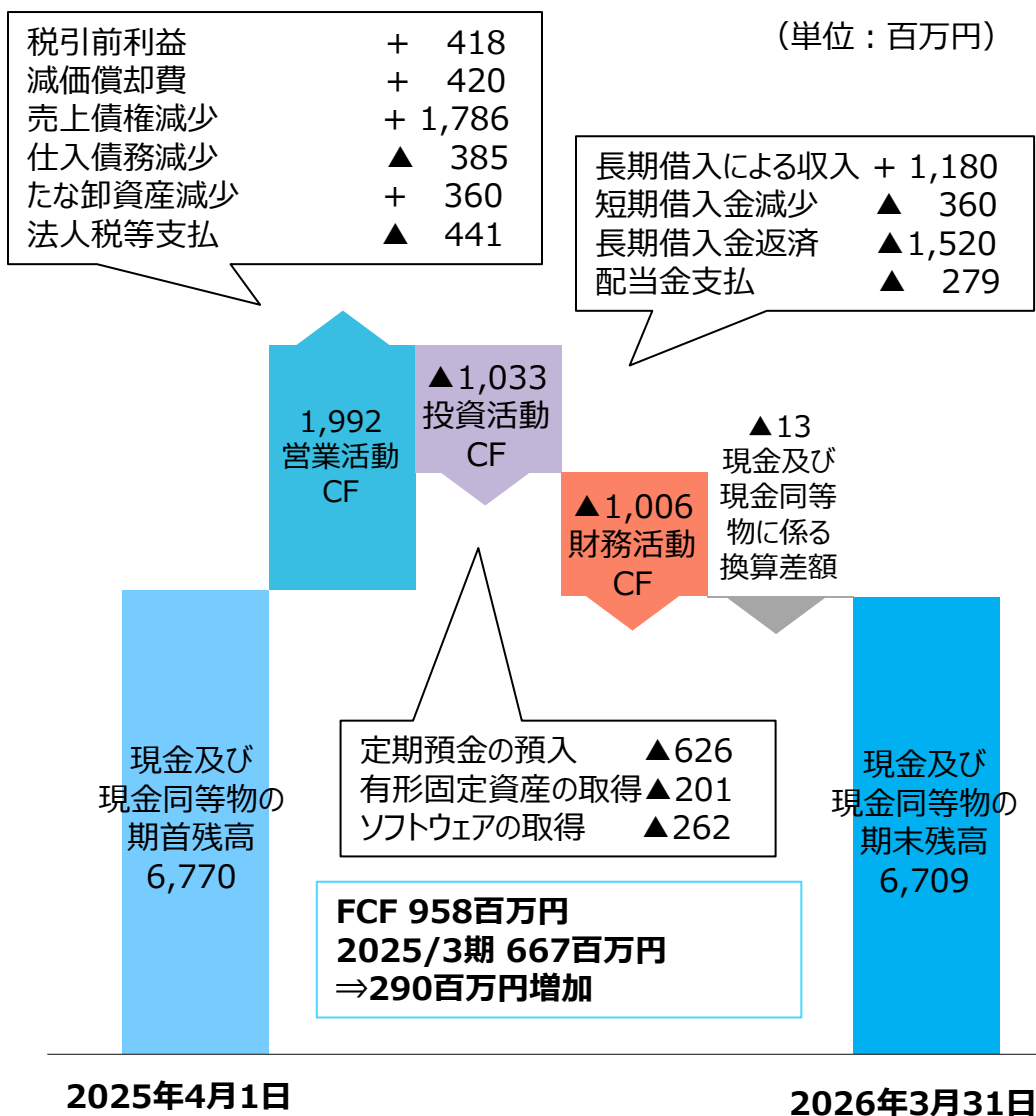 （単位：百万円）
税引前利益 + 418
減価償却費 + 420
売上債権減少 + 1,786
仕入債務減少 ▲ 385
たな卸資産減少 + 360
法人税等支払 ▲ 441
長期借入による収入 + 1,180
短期借入金減少 ▲ 360
長期借入金返済 ▲1,520
配当金支払 ▲ 279
1,992
営業活動
CF
▲1,033
投資活動
CF
▲1,006
財務活動
CF
▲13
現金及び
現金同等
物に係る
換算差額
定期預金の預入 ▲626
有形固定資産の取得▲201
ソフトウェアの取得 ▲262
現金及び
現金同等物の
期首残高
6,770
現金及び
現金同等物の
期末残高
6,709
FCF 958百万円
2025/3期 667百万円
⇒290百万円増加
2025年4月1日
2026年3月31日